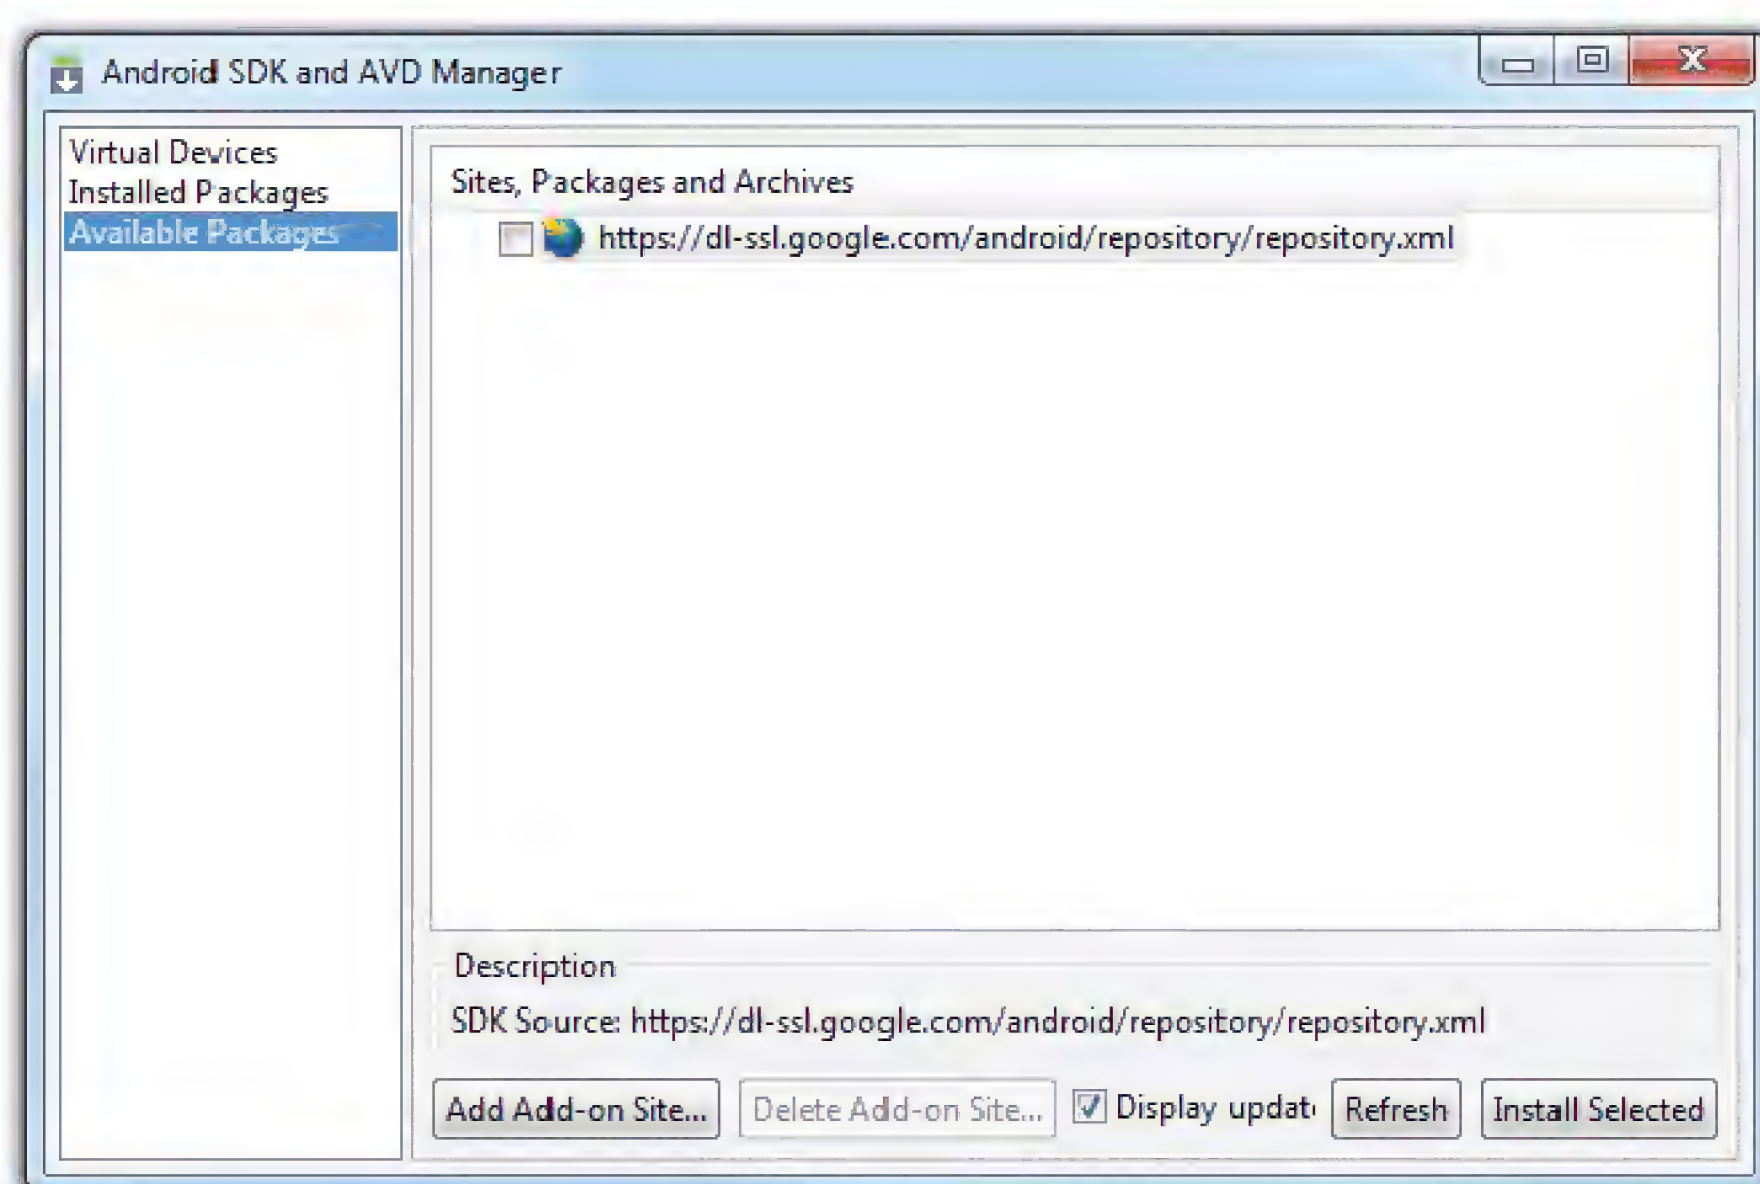 Android SDK and AVD Manager
Virtual Devices
Installed Packages
Available Packages
Sites, Packages and Archives
https://dl-ssl.google.com/android/repository/repository.xml
Description
SDK Source: https://dl-ssl.google.com/android/repository/repository.xml
Add Add-on Site... Delete Add-on Site... Display updat Refresh Install Selected